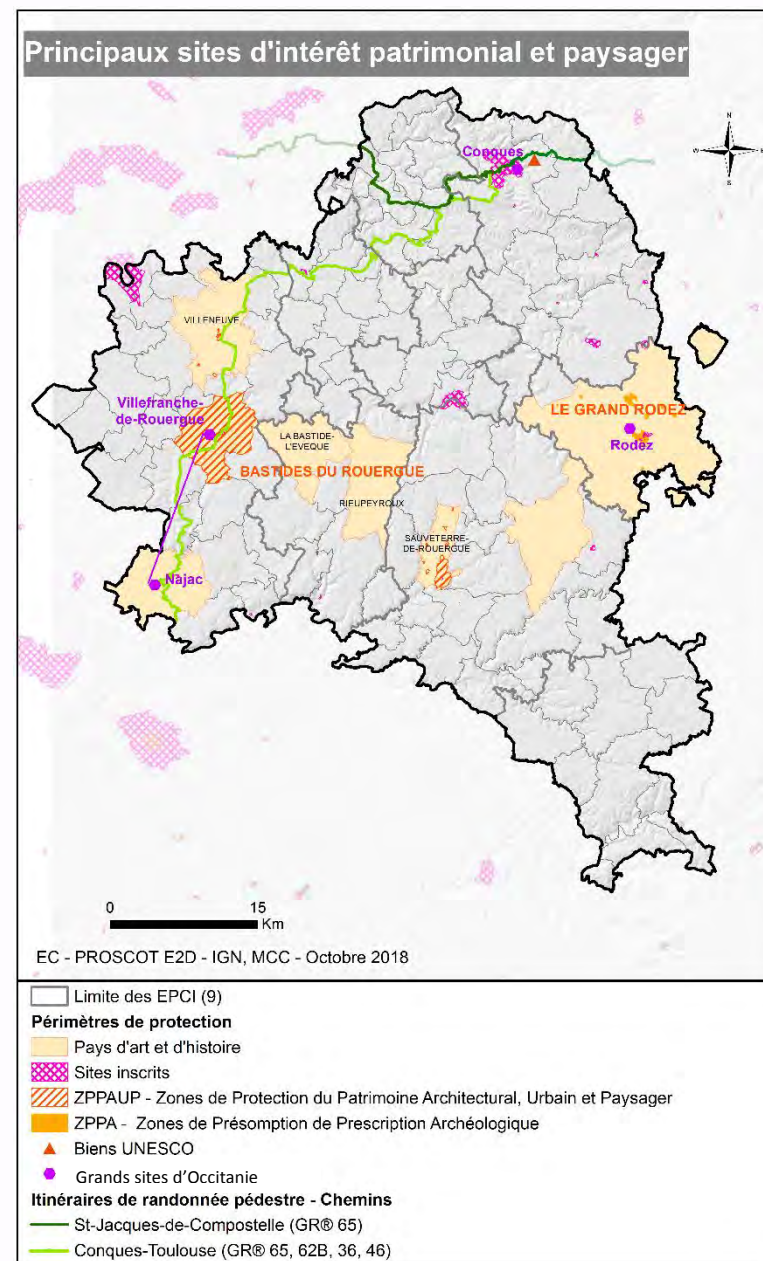 Principaux sites d'intérêt patrimonial et paysager
N
W
E
S
Conques
VILLENEUVE
Villefranche-
de-Rouergue
LE GRAND RODEZ
Rodez
LA BASTIDE-
L'EVEQUE
BASTIDES DU ROUERGUE
RIEUPEYROUX
SAUVETERRE-
DE-ROUERGUE
Najac
0 15
Km
EC - PROSCOT E2D - IGN, MCC - Octobre 2018
Limite des EPCI (9)
Périmètres de protection
Pays d'art et d'histoire
Sites inscrits
ZPPAUP - Zones de Protection du Patrimoine Architectural, Urbain et Paysager
ZPPA - Zones de Présomption de Prescription Archéologique
Biens UNESCO
Grands sites d'Occitanie
Itinéraires de randonnée pédestre - Chemins
St-Jacques-de-Compostelle (GR® 65)
Conques-Toulouse (GR® 65, 62B, 36, 46)